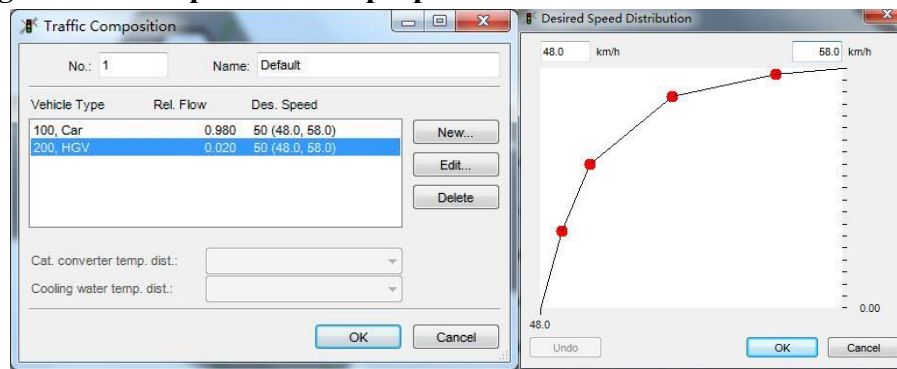 Traffic Composition
No.: 1 Name: Default
Vehicle Type Rel. Flow Des. Speed
100, Car 0.980 50 (48.0, 58.0)
200, HGV 0.020 50 (48.0, 58.0)
New...
Edit...
Delete
Cat. converter temp. dist.:
Cooling water temp. dist.:
OK Cancel
Desired Speed Distribution
48.0 km/h 58.0 km/h
0.00
48.0
Undo OK Cancel